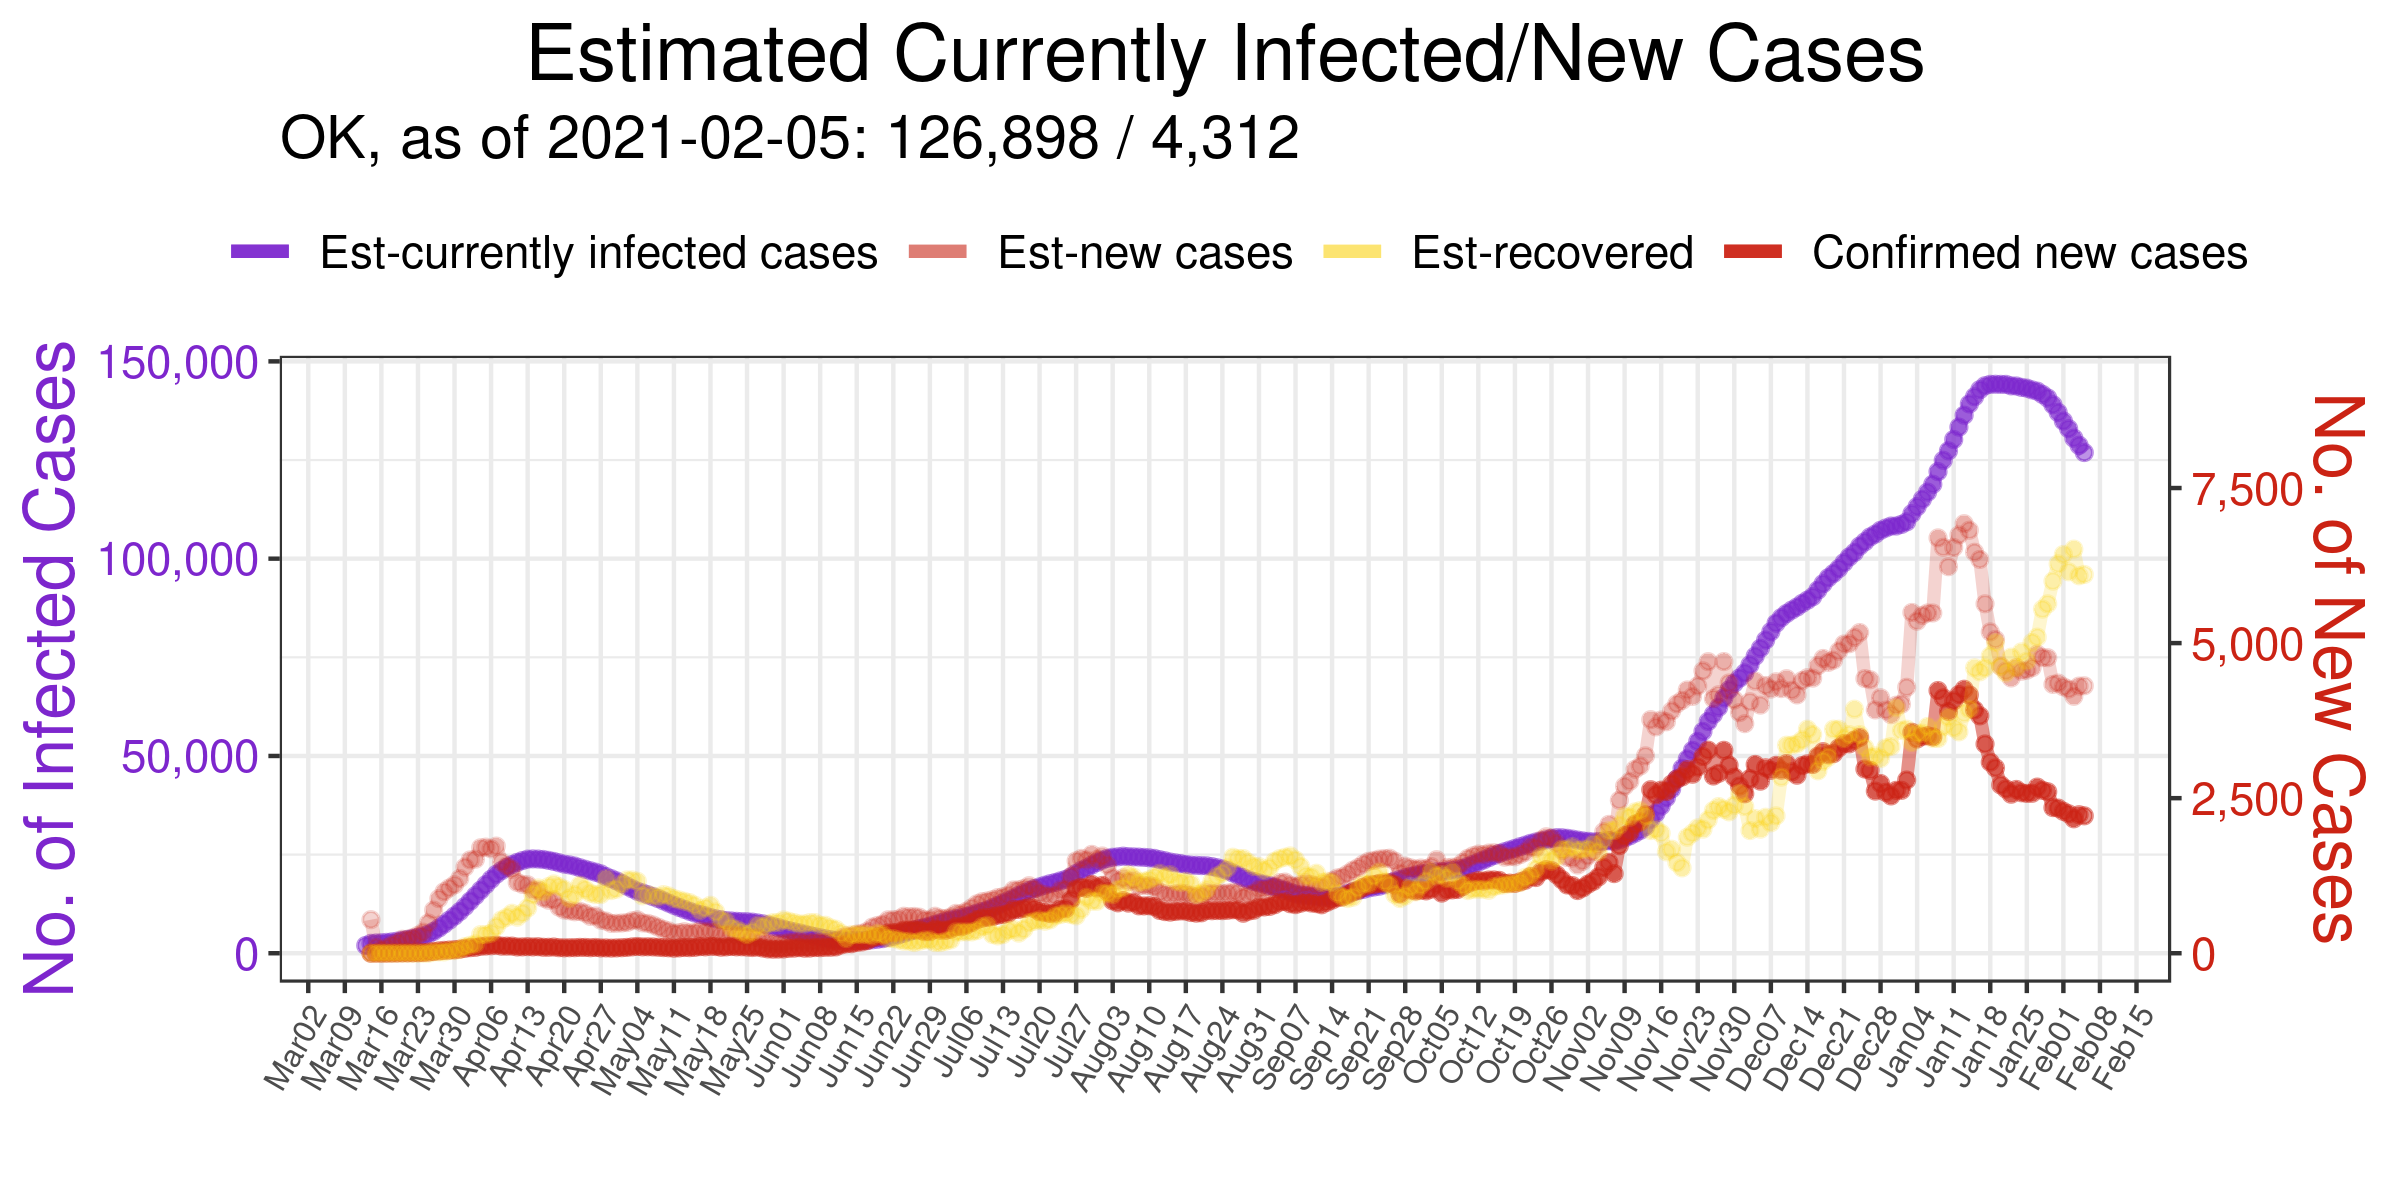 Estimated Currently Infected/New Cases
OK, as of 2021-02-05: 126,898 / 4,312
Est-currently infected cases Est-new cases Est-recovered Confirmed new cases
No. of Infected Cases
150,000
100,000
50,000
0
7,500
5,000
2,500
0
No. of New Cases
Mar02 Mar09 Mar16 Mar23 Mar30 Apr06 Apr13 Apr20 Apr27 May04 May11 May18 May25 Jun01 Jun08 Jun15 Jun22 Jun29 Jul06 Jul13 Jul20 Jul27 Aug03 Aug10 Aug17 Aug24 Aug31 Sep07 Sep14 Sep21 Sep28 Oct05 Oct12 Oct19 Oct26 Nov02 Nov09 Nov16 Nov23 Nov30 Dec07 Dec14 Dec21 Dec28 Jan04 Jan11 Jan18 Jan25 Feb01 Feb08 Feb15